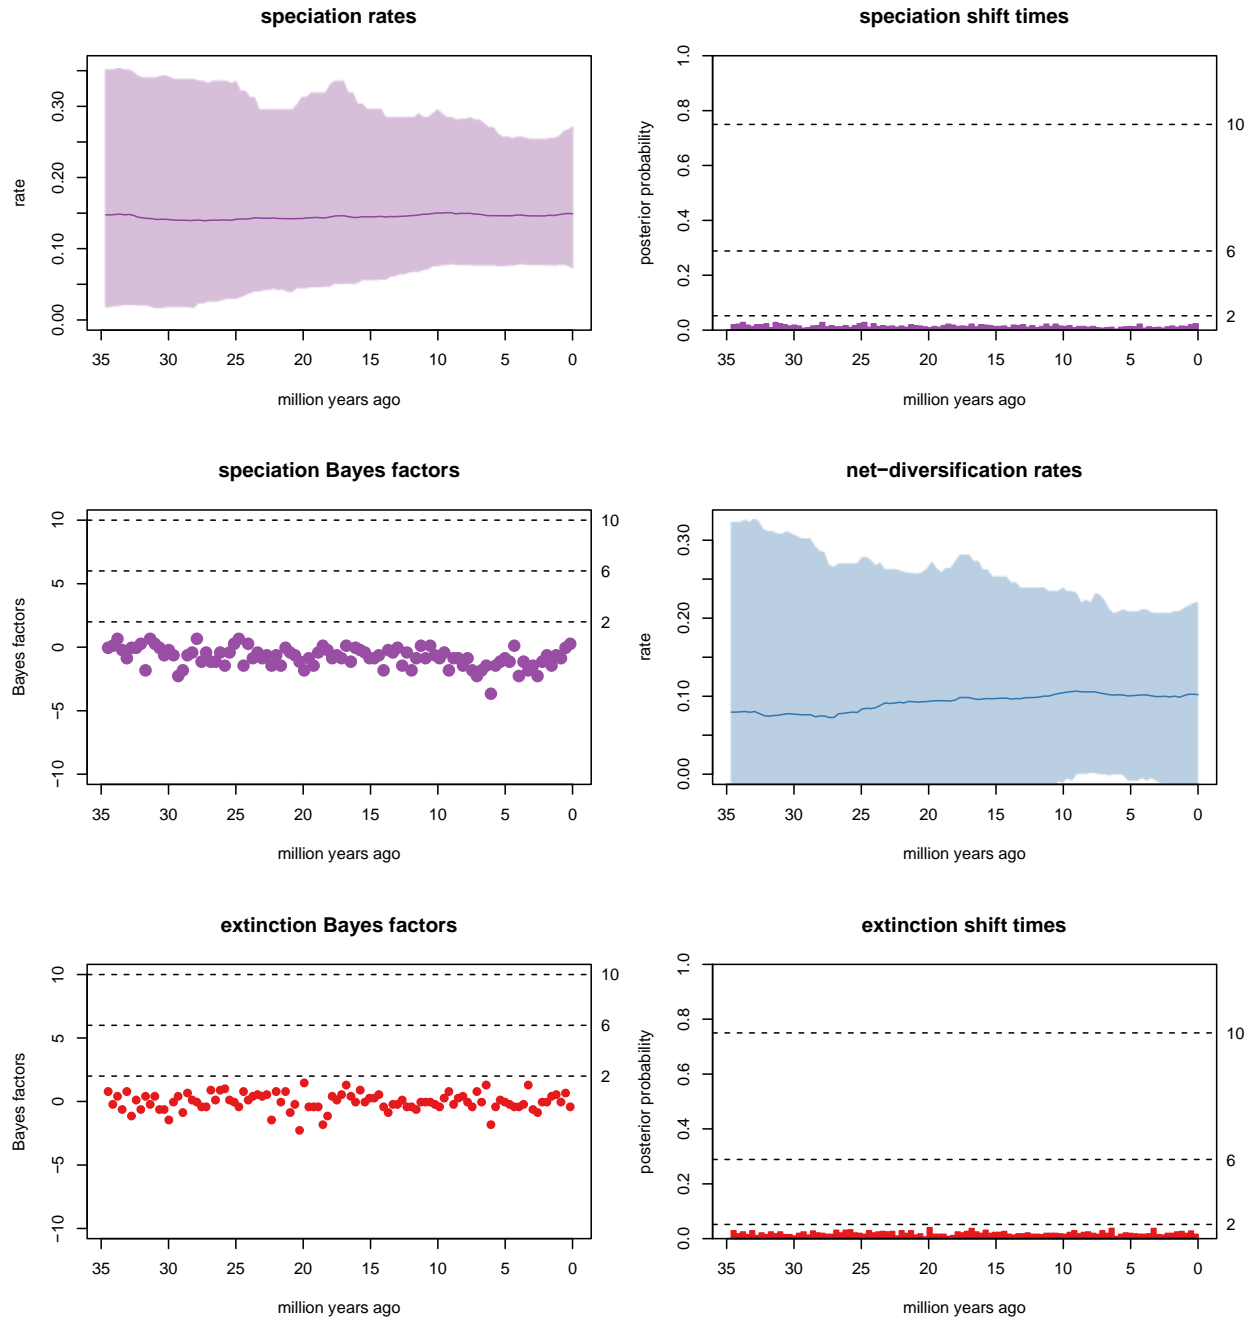 speciation rates
rate
0.00 0.10 0.20 0.30
35 30 25 20 15 10 5 0
million years ago
speciation shift times
posterior probability
0.0 0.2 0.4 0.6 0.8 1.0
10
6
2
35 30 25 20 15 10 5 0
million years ago
speciation Bayes factors
Bayes factors
−10 −5 0 5 10
10
6
2
35 30 25 20 15 10 5 0
million years ago
net−diversification rates
rate
0.00 0.10 0.20 0.30
35 30 25 20 15 10 5 0
million years ago
extinction Bayes factors
Bayes factors
−10 −5 0 5 10
10
6
2
35 30 25 20 15 10 5 0
million years ago
extinction shift times
posterior probability
0.0 0.2 0.4 0.6 0.8 1.0
10
6
2
35 30 25 20 15 10 5 0
million years ago